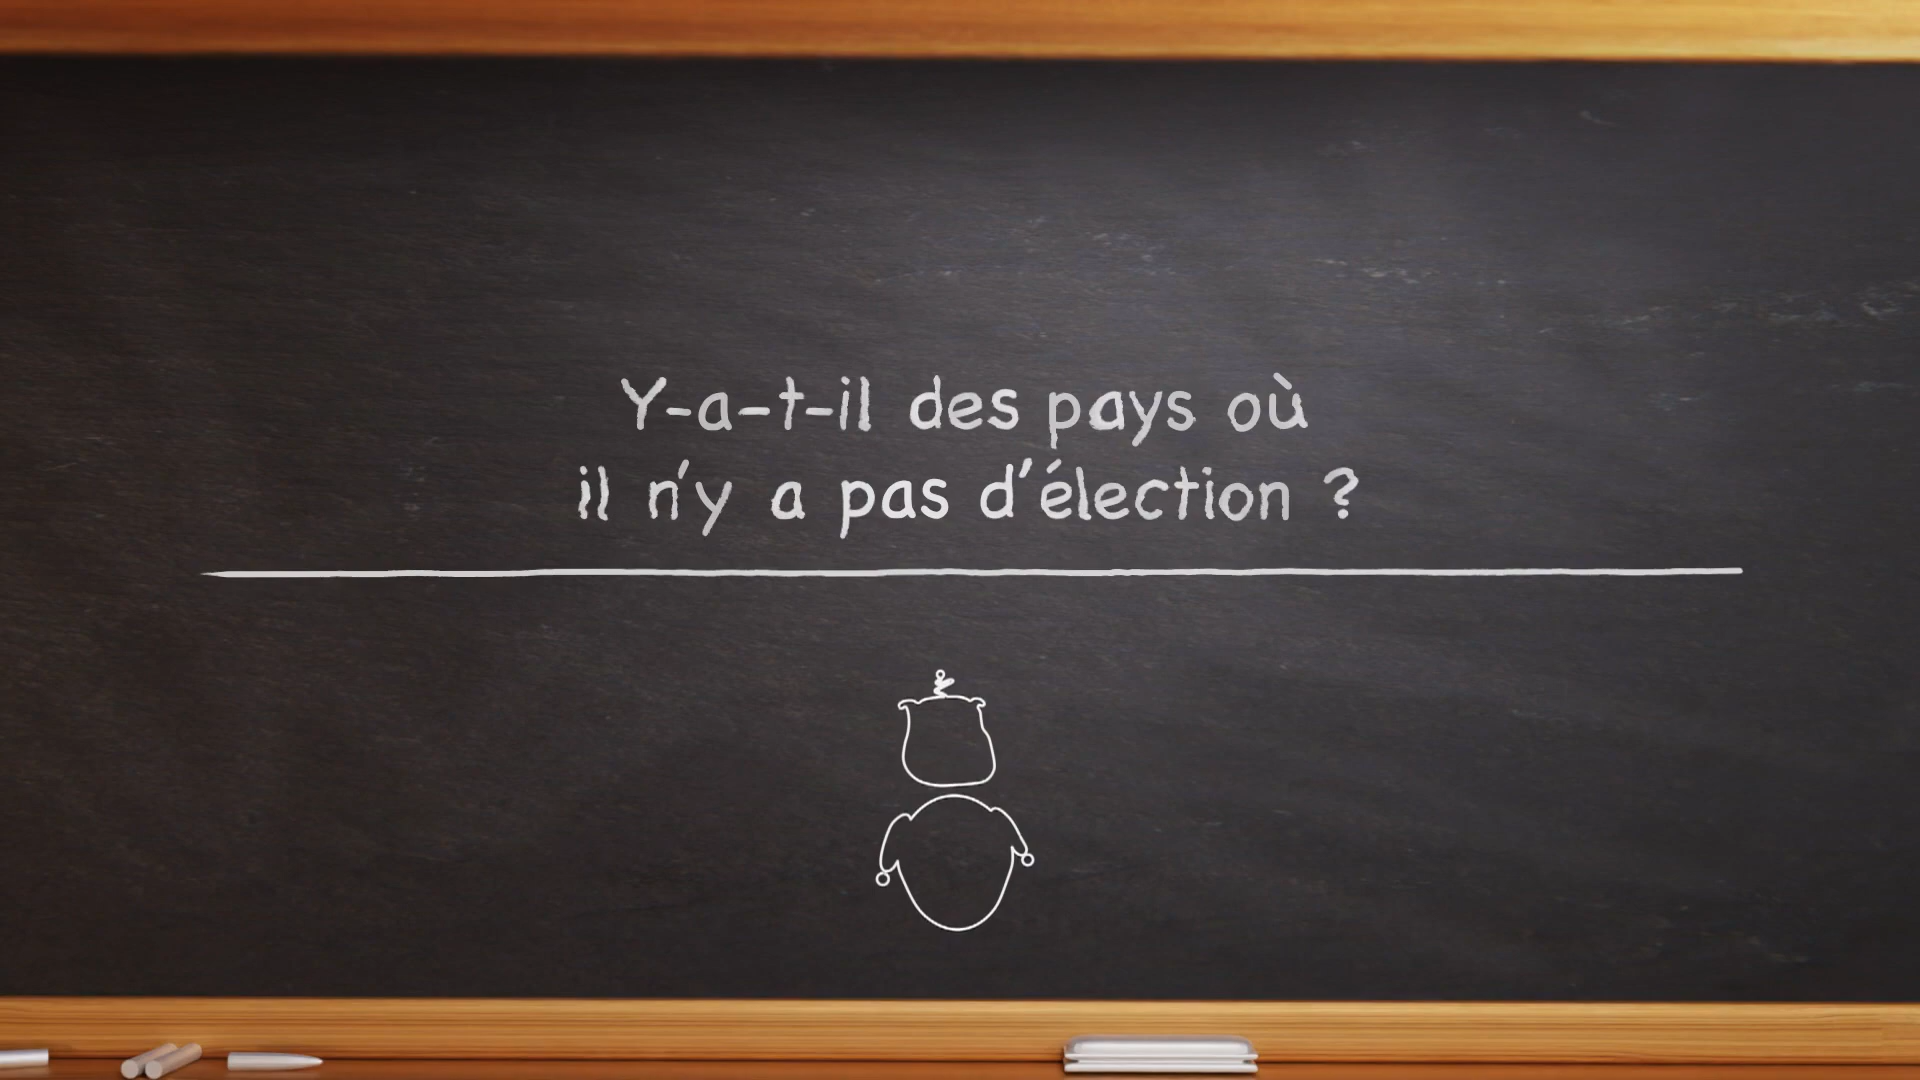 Y-a-t-il des pays où
il n'y a pas d'élection ?